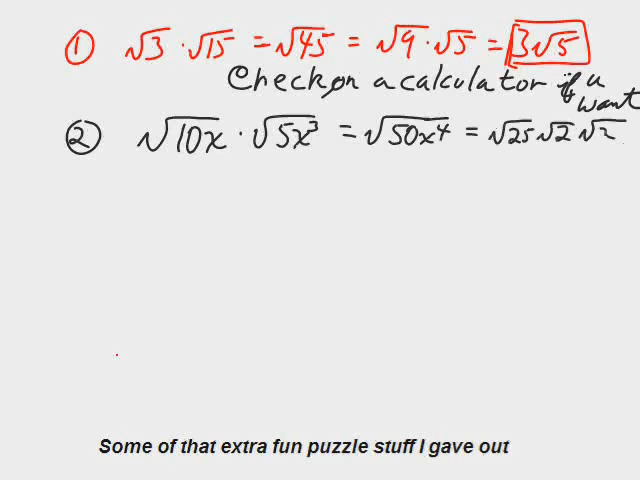 ① √3 · √15 = √45 = √9 · √5 = 3√5
Check on a calculator if u
want
② √10x · √5x³ = √50x⁴ = √25 √2 √
Some of that extra fun puzzle stuff I gave out